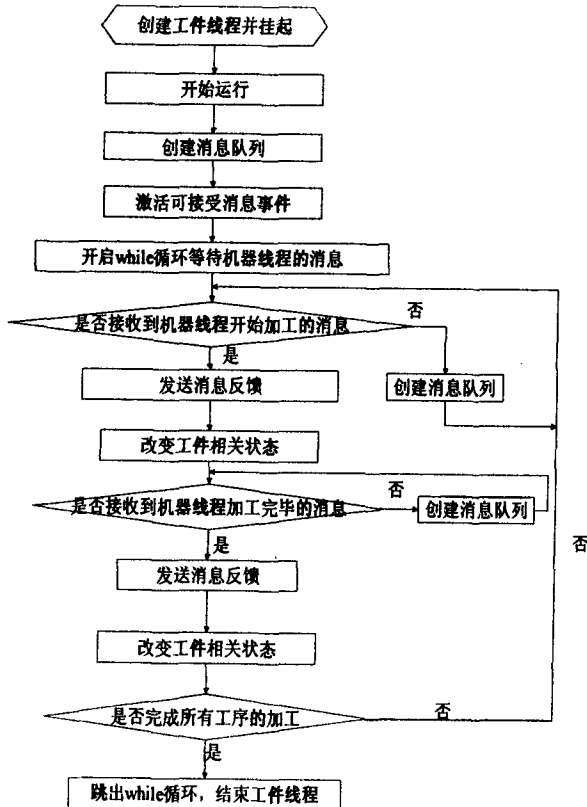 创建工件线程并挂起
开始运行
创建消息队列
激活可接受消息事件
开启while循环等待机器线程的消息
是否接收到机器线程开始加工的消息
否
是
发送消息反馈
创建消息队列
改变工件相关状态
是否接收到机器线程加工完毕的消息
否
创建消息队列
是
否
发送消息反馈
改变工件相关状态
是否完成所有工序的加工
否
是
跳出while循环，结束工件线程